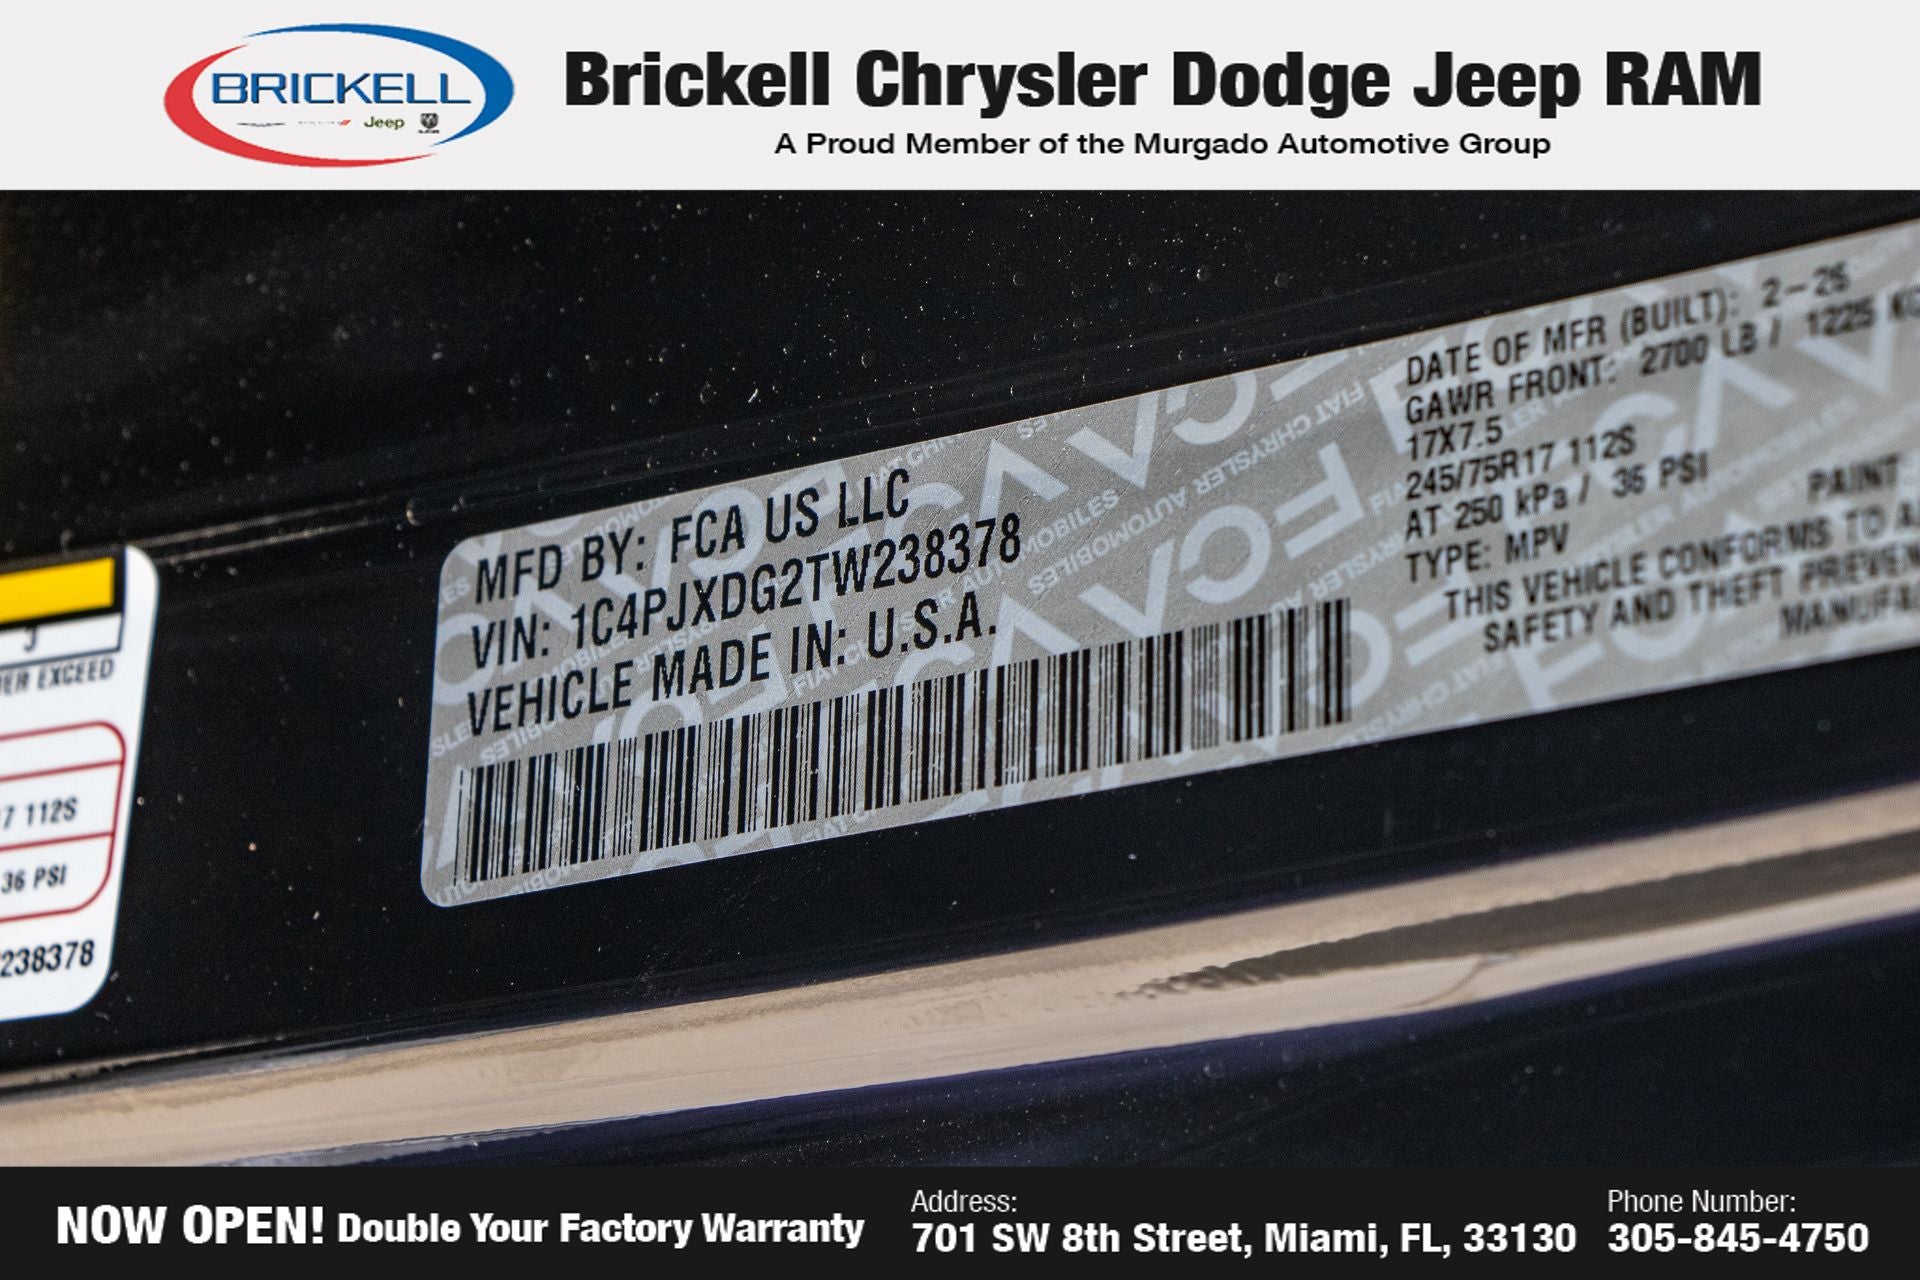 BRICKELL
Jeep
Brickell Chrysler Dodge Jeep RAM
A Proud Member of the Murgado Automotive Group
MFD BY: FCA US LLC
VIN: 1C4PJXDG2TW238378
VEHICLE MADE IN: U.S.A.
DATE OF MFR (BUILT): 2-25
GAWR FRONT: 2700 LB / 1225 KG
17X7.5
245/75R17 112S
AT 250 kPa / 36 PSI
TYPE: MPV
PAINT
THIS VEHICLE CONFORMS TO
SAFETY AND THEFT
EXCEED
7 112S
36 PSI
238378
NOW OPEN! Double Your Factory Warranty
Address:
701 SW 8th Street, Miami, FL, 33130
Phone Number:
305-845-4750